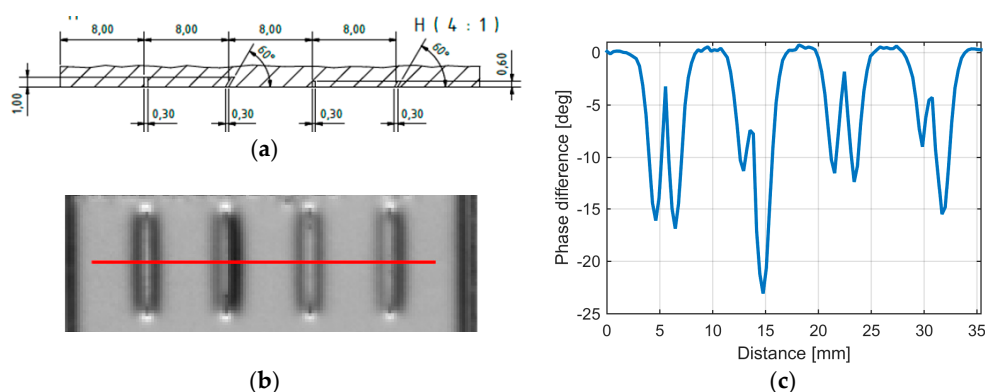 8,00 8,00 8,00 8,00
H ( 4 : 1 )
60° 60°
0,60
1,00
0,30 0,30 0,30 0,30
(a)
(b)
0
-5
-10
-15
-20
-25
Phase difference [deg]
0 5 10 15 20 25 30 35
Distance [mm]
(c)